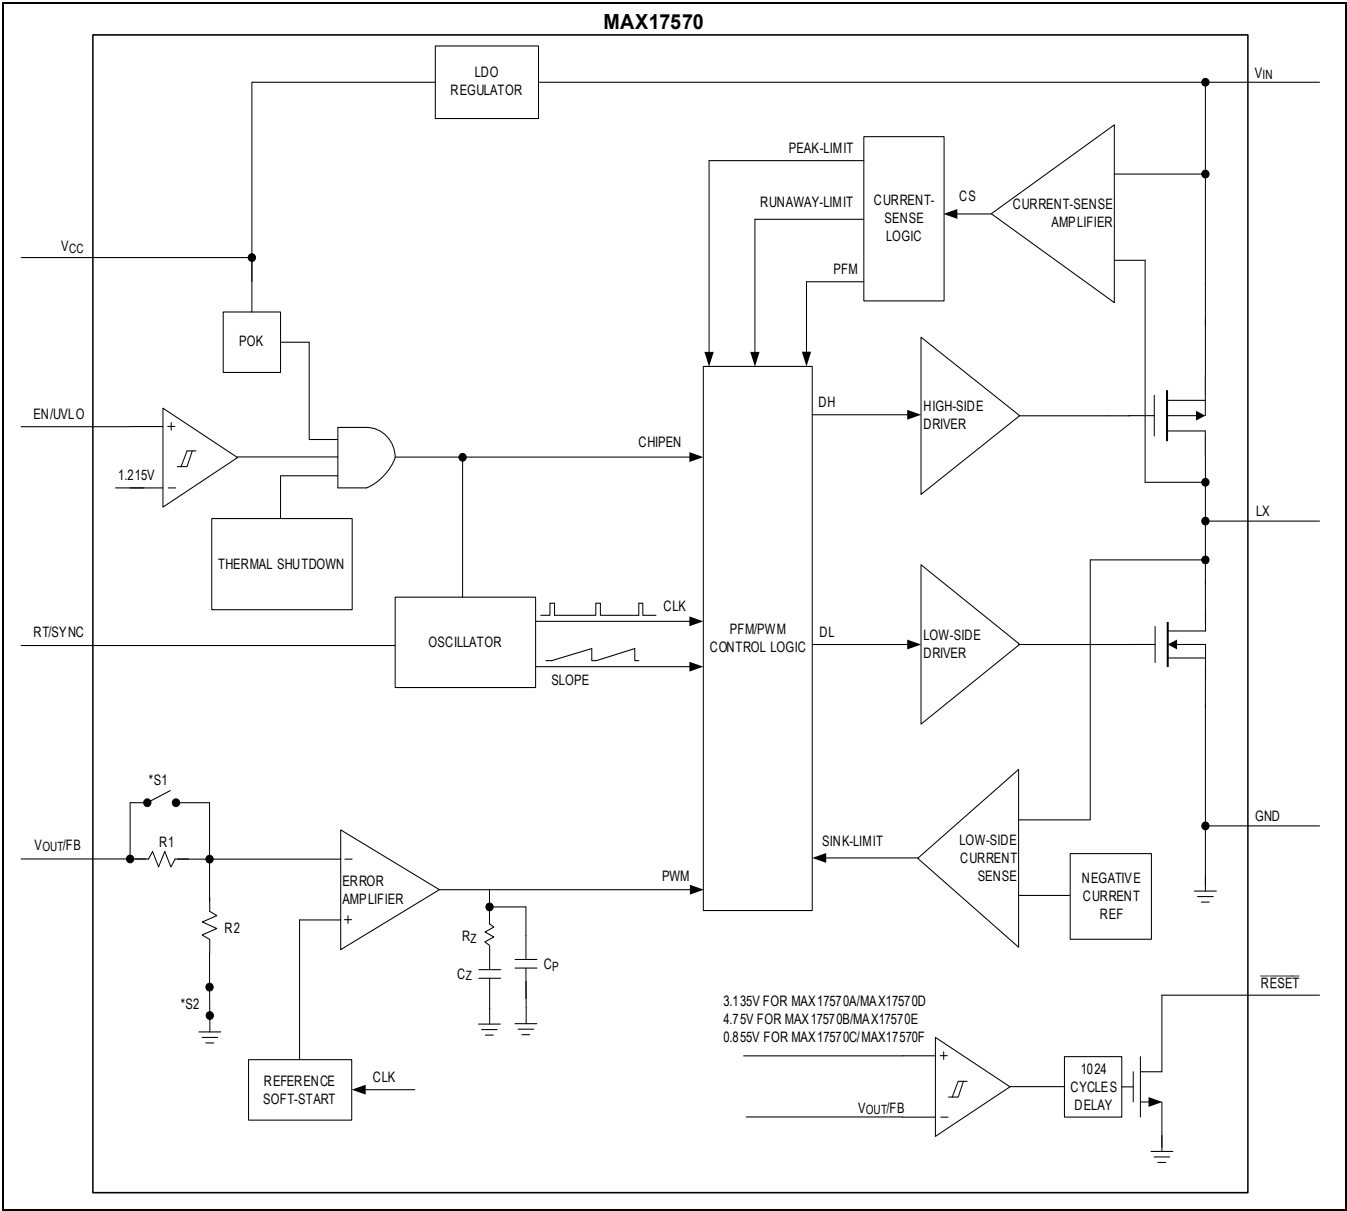 MAX17570
LDO
REGULATOR
VIN
PEAK-LIMIT
RUNAWAY-LIMIT
PFM
CURRENT-
SENSE
LOGIC
CS
CURRENT-SENSE
AMPLIFIER
VCC
POK
EN/UVLO
+
1.215V
−
THERMAL SHUTDOWN
CHIPEN
DH
HIGH-SIDE
DRIVER
LX
RT/SYNC
OSCILLATOR
CLK
SLOPE
PFM/PWM
CONTROL LOGIC
DL
LOW-SIDE
DRIVER
*S1
VOUT/FB
R1
R2
*S2
−
ERROR
AMPLIFIER
+
PWM
RZ
CZ
CP
REFERENCE
SOFT-START
CLK
SINK-LIMIT
LOW-SIDE
CURRENT
SENSE
NEGATIVE
CURRENT
REF
GND
RESET
3.135V FOR MAX17570A/MAX17570D
4.75V FOR MAX17570B/MAX17570E
0.855V FOR MAX17570C/MAX17570F
+
VOUT/FB
−
1024
CYCLES
DELAY